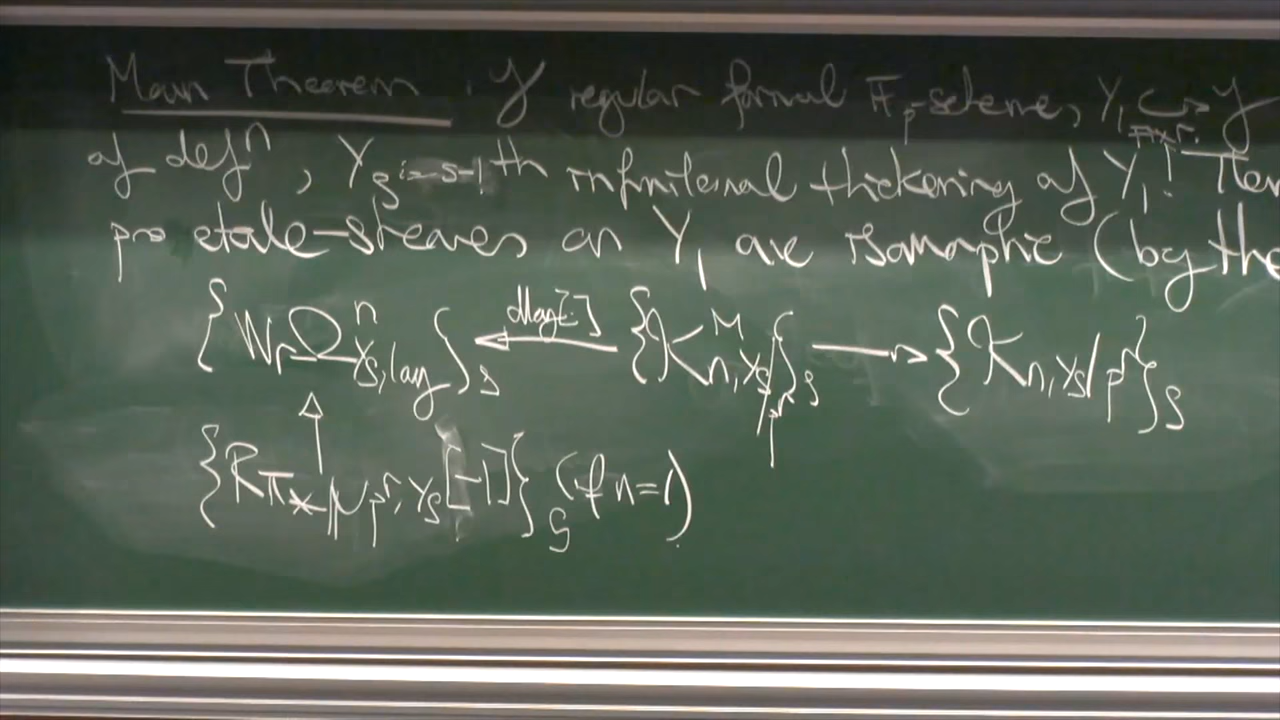 Main Theorem. 𝒴 regular formal F_p-scheme, Y_1 ↪ 𝒴
of def^n, Y_s = s-1^th infinitesimal thickening of Y_1! Then
pro étale-sheaves on Y_1 are isomorphic (by the
{W_r Ω^n_{Y_s,log}}_s ←^{dlog[·]} {K^M_{n,Y_s}/p^r}_s → {K_{n,Y_s}/p^r}_s
↑
{Rπ_* μ_{p^r,Y_s}[-1]}_s (if n=1)